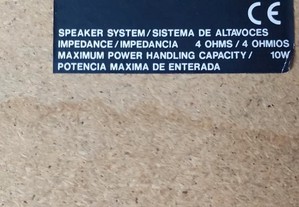 CE
SPEAKER SYSTEM/SISTEMA DE ALTAVOCES
IMPEDANCE/IMPEDANCIA 4 OHMS/4 OHMIOS
MAXIMUM POWER HANDLING CAPACITY/ 10W
POTENCIA MAXIMA DE ENTERADA